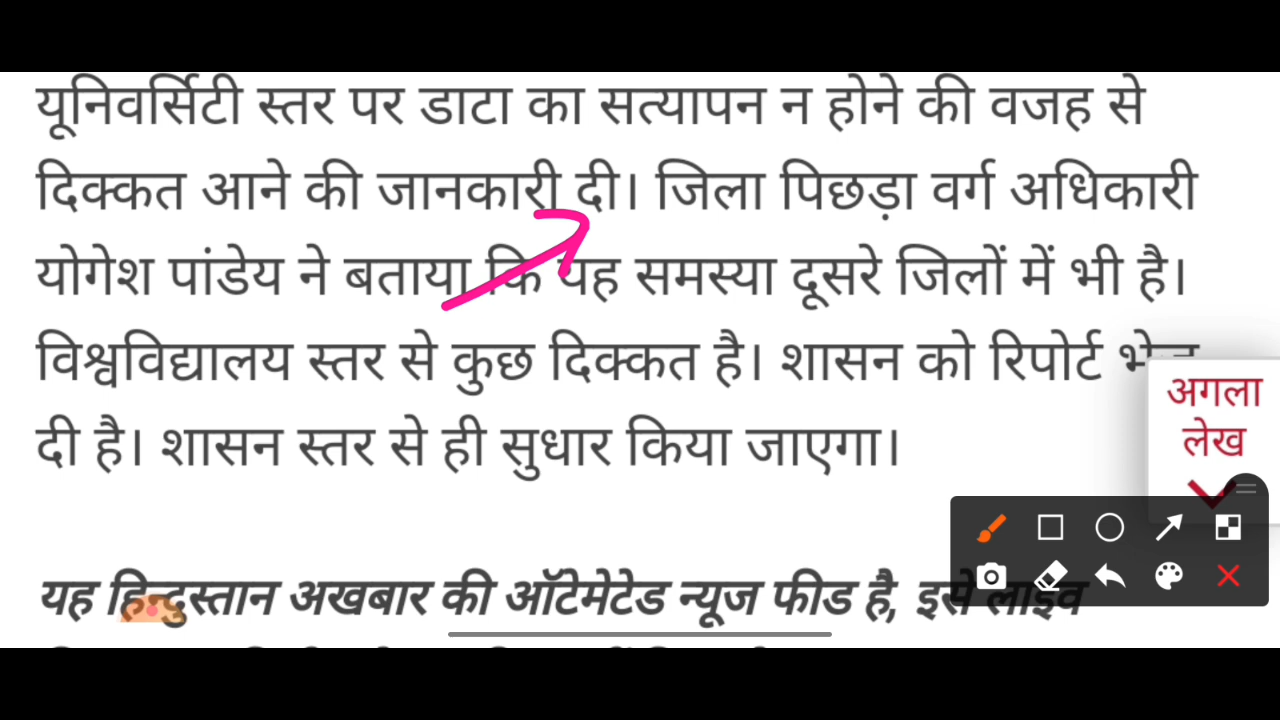 यूनिवर्सिटी स्तर पर डाटा का सत्यापन न होने की वजह से
दिक्कत आने की जानकारी दी। जिला पिछड़ा वर्ग अधिकारी
योगेश पांडेय ने बताया कि यह समस्या दूसरे जिलों में भी है।
विश्वविद्यालय स्तर से कुछ दिक्कत है। शासन को रिपोर्ट
दी है। शासन स्तर से ही सुधार किया जाएगा।
अगला
लेख
यह हिन्दुस्तान अखबार की ऑटेमेटेड न्यूज फीड है, इसे लाइव